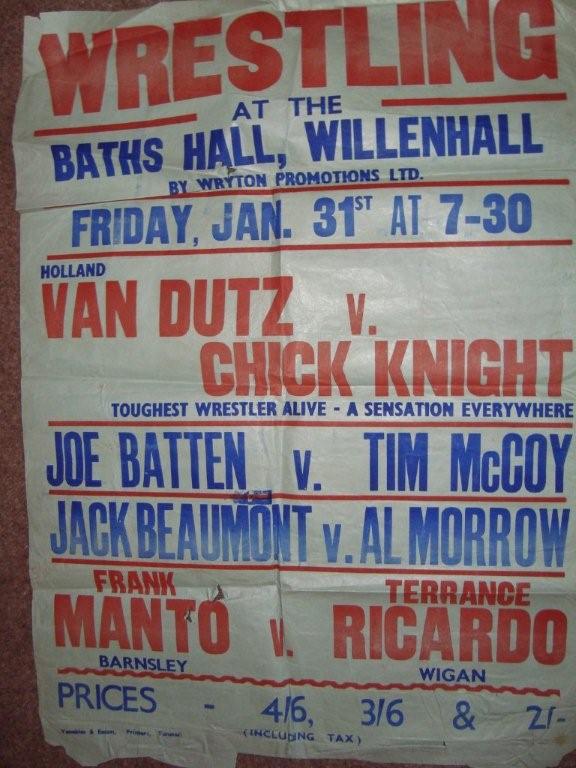 WRESTLING
AT THE
BATHS HALL, WILLENHALL
BY WRYTON PROMOTIONS LTD.
FRIDAY, JAN. 31ST AT 7-30
HOLLAND
VAN DUTZ v.
CHICK KNIGHT
TOUGHEST WRESTLER ALIVE - A SENSATION EVERYWHERE
JOE BATTEN v. TIM McCOY
JACK BEAUMONT v. AL MORROW
FRANK MANTO v. TERRANCE RICARDO
BARNSLEY WIGAN
PRICES - 4/6, 3/6 & 2/-
(INCLUDING TAX)
Printers,